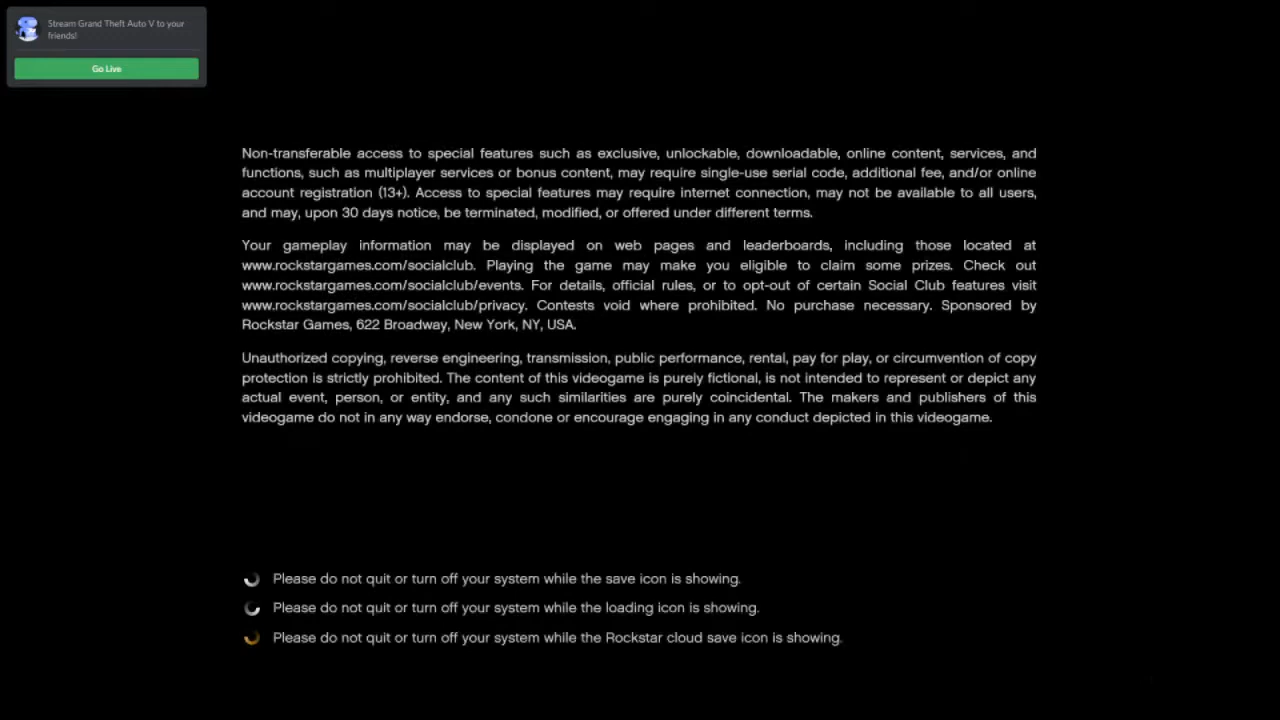 Stream Grand Theft Auto V to your
friends!
Go Live
Non-transferable access to special features such as exclusive, unlockable, downloadable, online content, services, and
functions, such as multiplayer services or bonus content, may require single-use serial code, additional fee, and/or online
account registration (13+). Access to special features may require internet connection, may not be available to all users,
and may, upon 30 days notice, be terminated, modified, or offered under different terms.
Your gameplay information may be displayed on web pages and leaderboards, including those located at
www.rockstargames.com/socialclub. Playing the game may make you eligible to claim some prizes. Check out
www.rockstargames.com/socialclub/events. For details, official rules, or to opt-out of certain Social Club features visit
www.rockstargames.com/socialclub/privacy. Contests void where prohibited. No purchase necessary. Sponsored by
Rockstar Games, 622 Broadway, New York, NY, USA.
Unauthorized copying, reverse engineering, transmission, public performance, rental, pay for play, or circumvention of copy
protection is strictly prohibited. The content of this videogame is purely fictional, is not intended to represent or depict any
actual event, person, or entity, and any such similarities are purely coincidental. The makers and publishers of this
videogame do not in any way endorse, condone or encourage engaging in any conduct depicted in this videogame.
Please do not quit or turn off your system while the save icon is showing.
Please do not quit or turn off your system while the loading icon is showing.
Please do not quit or turn off your system while the Rockstar cloud save icon is showing.